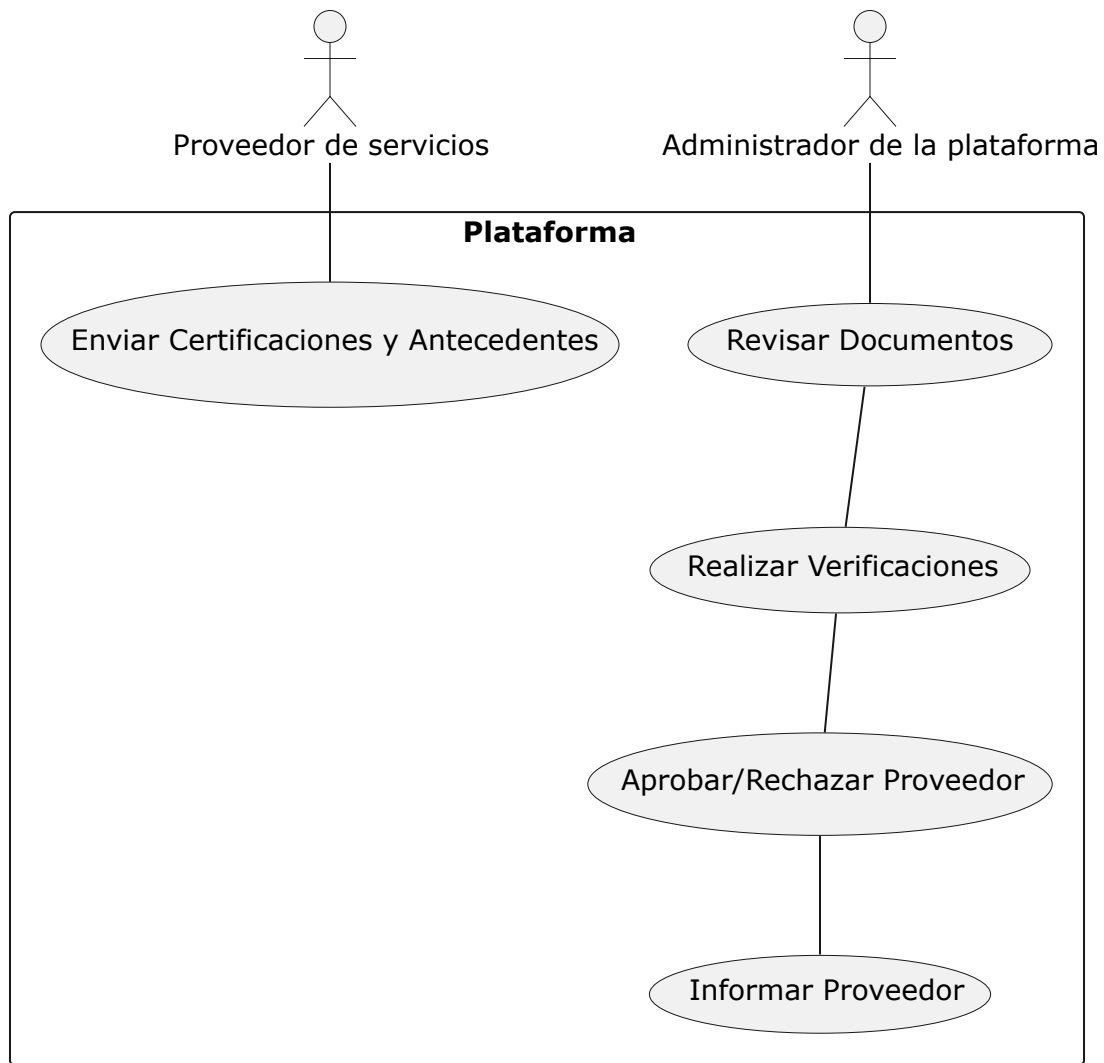 Proveedor de servicios
Administrador de la plataforma
Plataforma
Enviar Certificaciones y Antecedentes
Revisar Documentos
Realizar Verificaciones
Aprobar/Rechazar Proveedor
Informar Proveedor